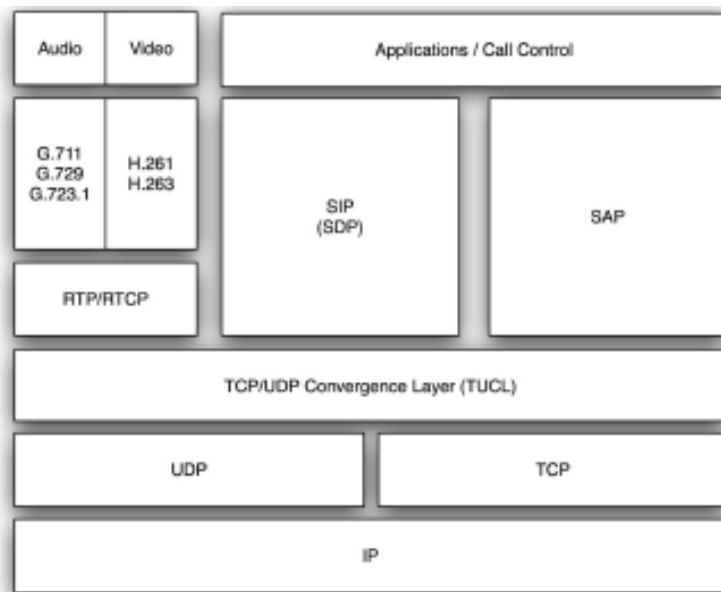 Audio
Video
Applications / Call Control
G.711
G.729
G.723.1
H.261
H.263
SIP
(SDP)
SAP
RTP/RTCP
TCP/UDP Convergence Layer (TUCL)
UDP
TCP
IP